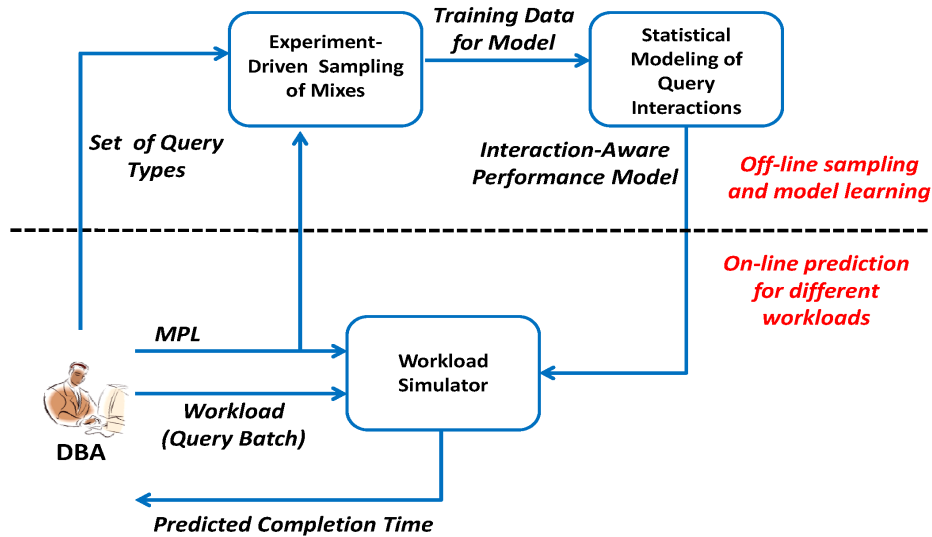 Training Data
for Model
Experiment-
Driven Sampling
of Mixes
Statistical
Modeling of
Query
Interactions
Set of Query
Types
Interaction-Aware
Performance Model
Off-line sampling
and model learning
On-line prediction
for different
workloads
MPL
Workload
Simulator
Workload
(Query Batch)
DBA
Predicted Completion Time